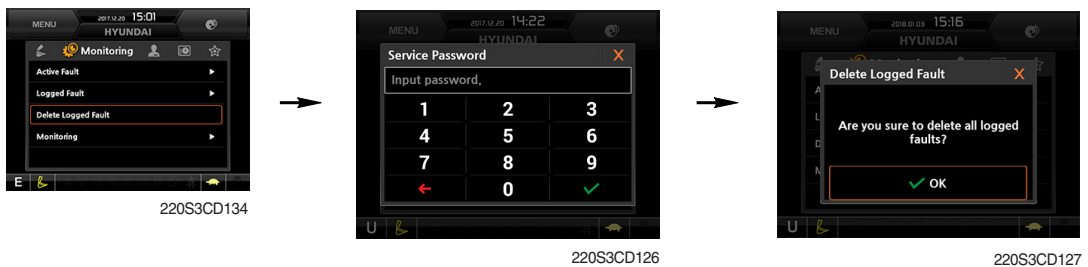 MENU
2017.12.20 15:01
HYUNDAI
Monitoring
Active Fault
Logged Fault
Delete Logged Fault
Monitoring
E
220S3CD134
MENU
2017.12.20 14:22
HYUNDAI
Service Password X
Input password.
1 2 3
4 5 6
7 8 9
0
U
220S3CD126
MENU
2018.01.03 15:16
HYUNDAI
Delete Logged Fault X
A
L
D
M
Are you sure to delete all logged
faults?
OK
U
220S3CD127